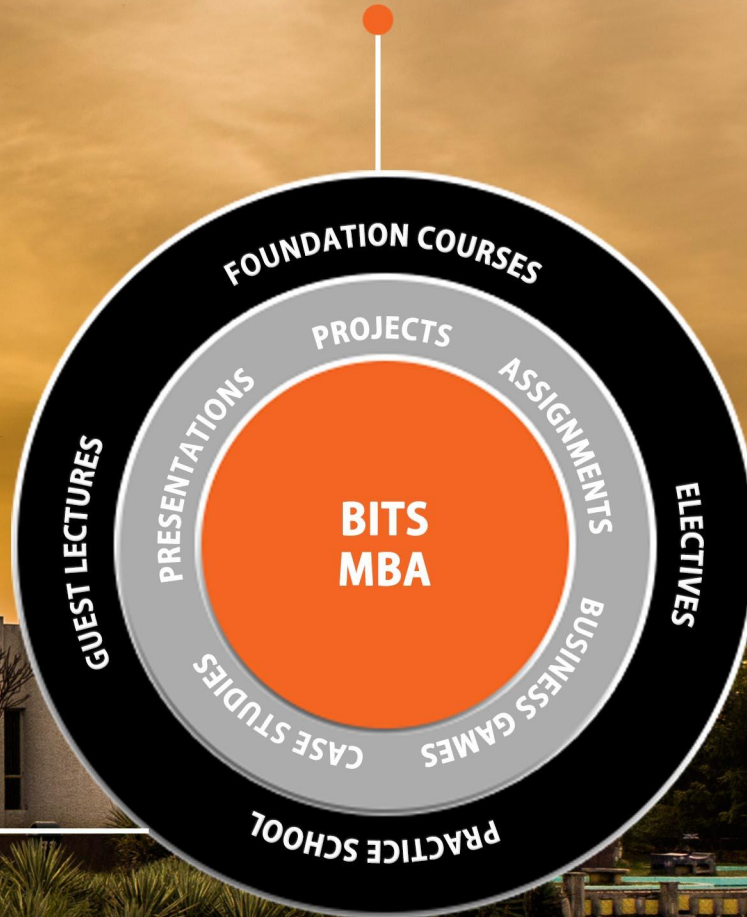 FOUNDATION COURSES
ELECTIVES
PRACTICE SCHOOL
GUEST LECTURES
PROJECTS
ASSIGNMENTS
BUSINESS GAMES
CASE STUDIES
PRESENTATIONS
BITS
MBA